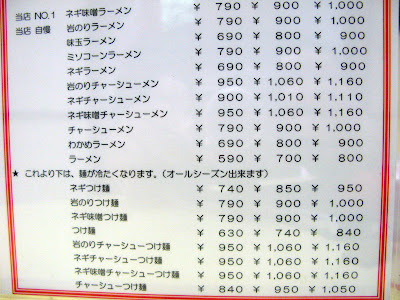 当店 NO.1 ネギ味噌ラーメン ¥ 790 ¥ 900 ¥ 1,000
当店 自慢 岩のりラーメン ¥ 790 ¥ 900 ¥ 1,000
味玉ラーメン ¥ 690 ¥ 800 ¥ 900
ミソコーンラーメン ¥ 790 ¥ 900 ¥ 1,000
ネギラーメン ¥ 690 ¥ 800 ¥ 900
岩のりチャーシューメン ¥ 950 ¥ 1,060 ¥ 1,160
ネギチャーシューメン ¥ 900 ¥ 1,010 ¥ 1,110
ネギ味噌チャーシューメン ¥ 950 ¥ 1,060 ¥ 1,160
チャーシューメン ¥ 790 ¥ 900 ¥ 1,000
わかめラーメン ¥ 690 ¥ 800 ¥ 900
ラーメン ¥ 590 ¥ 700 ¥ 800
★ これより下は、麺が冷たくなります。(オールシーズン出来ます)
ネギつけ麺 ¥ 740 ¥ 850 ¥ 950
岩のりつけ麺 ¥ 790 ¥ 900 ¥ 1,000
ネギ味噌つけ麺 ¥ 790 ¥ 900 ¥ 1,000
つけ麺 ¥ 630 ¥ 740 ¥ 840
岩のりチャーシューつけ麺 ¥ 950 ¥ 1,060 ¥ 1,160
ネギチャーシューつけ麺 ¥ 950 ¥ 1,060 ¥ 1,160
ネギ味噌チャーシューつけ麺 ¥ 950 ¥ 1,060 ¥ 1,160
チャーシューつけ麺 ¥ 840 ¥ 950 ¥ 1,050